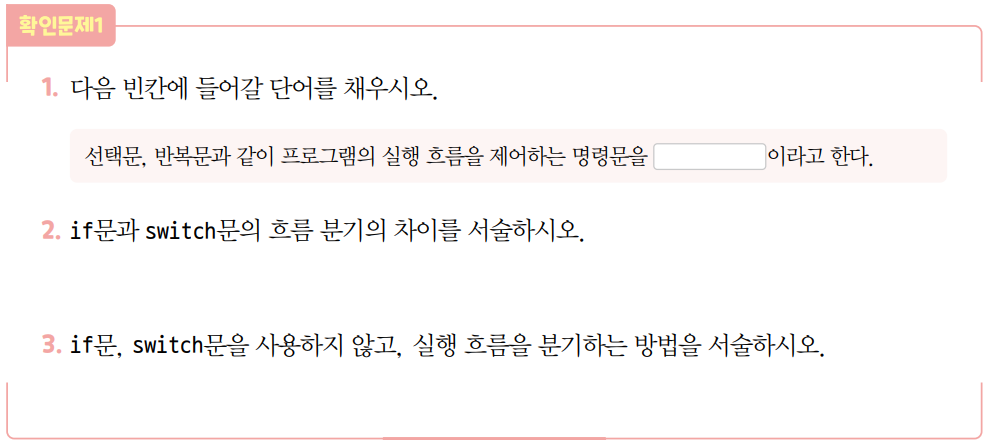 확인문제1
1. 다음 빈칸에 들어갈 단어를 채우시오.
선택문, 반복문과 같이 프로그램의 실행 흐름을 제어하는 명령문을 이라고 한다.
2. if문과 switch문의 흐름 분기의 차이를 서술하시오.
3. if문, switch문을 사용하지 않고, 실행 흐름을 분기하는 방법을 서술하시오.